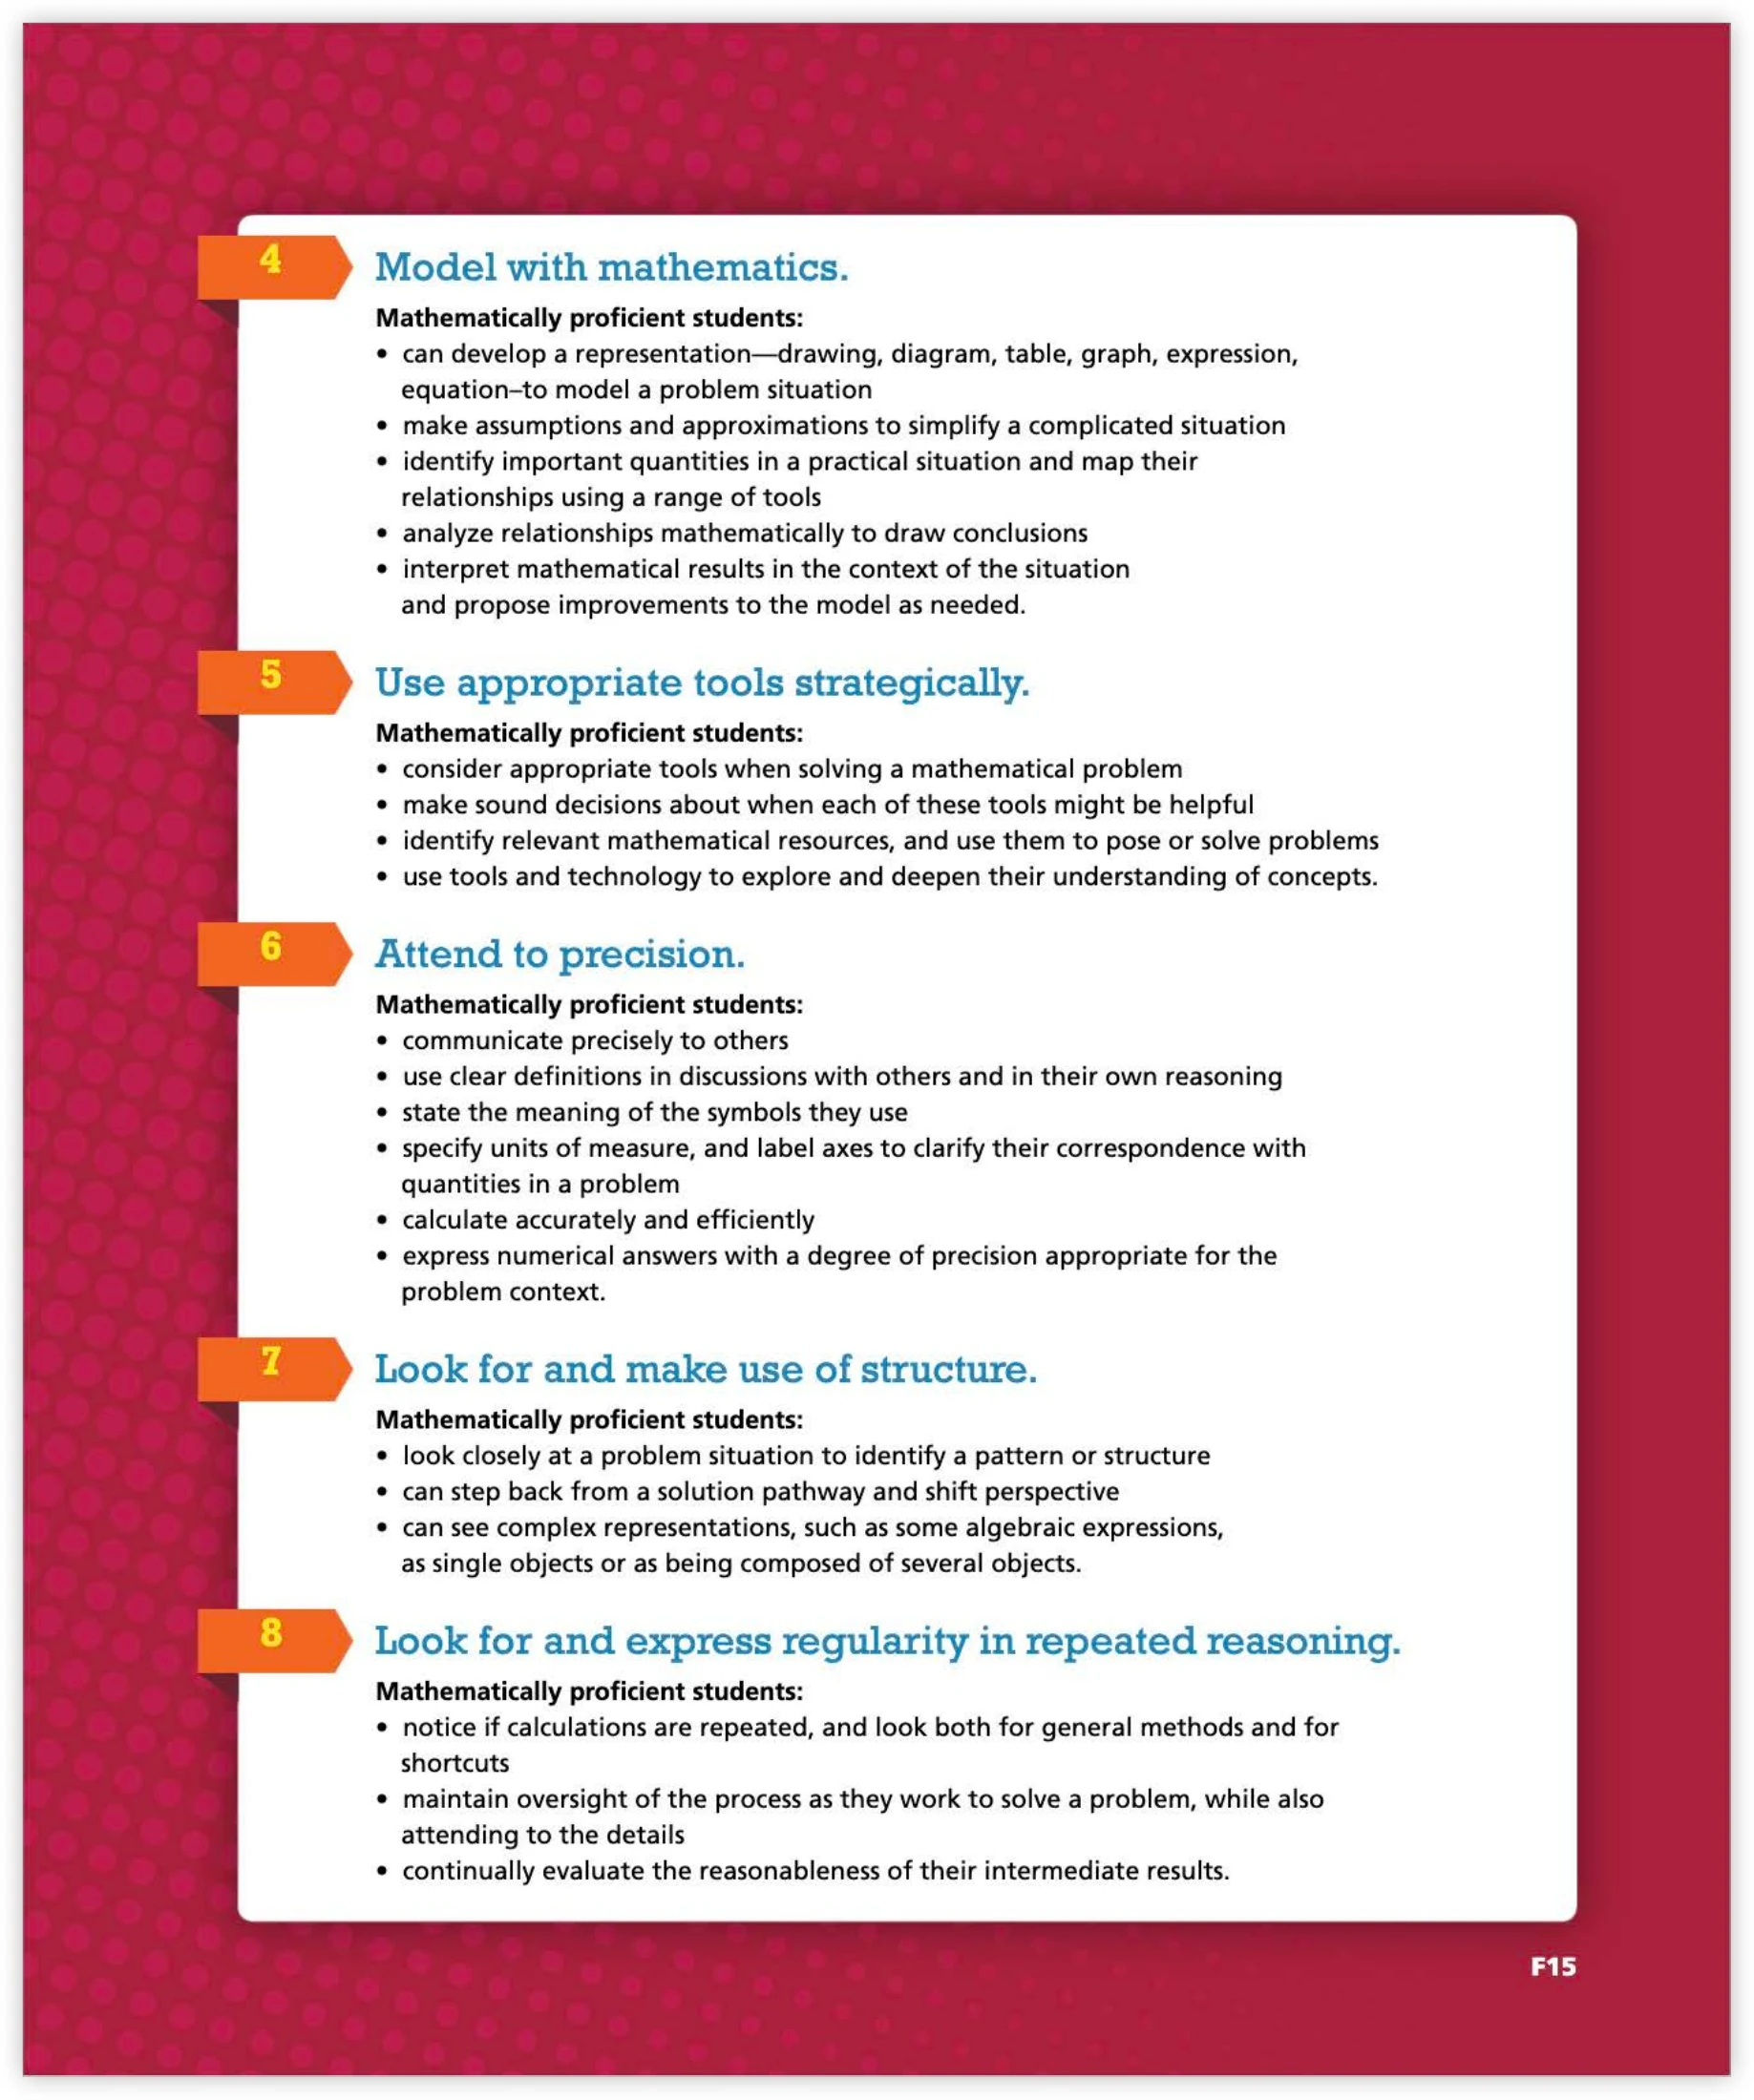 4
Model with mathematics.
Mathematically proficient students:
• can develop a representation—drawing, diagram, table, graph, expression,
equation–to model a problem situation
• make assumptions and approximations to simplify a complicated situation
• identify important quantities in a practical situation and map their
relationships using a range of tools
• analyze relationships mathematically to draw conclusions
• interpret mathematical results in the context of the situation
and propose improvements to the model as needed.
5
Use appropriate tools strategically.
Mathematically proficient students:
• consider appropriate tools when solving a mathematical problem
• make sound decisions about when each of these tools might be helpful
• identify relevant mathematical resources, and use them to pose or solve problems
• use tools and technology to explore and deepen their understanding of concepts.
6
Attend to precision.
Mathematically proficient students:
• communicate precisely to others
• use clear definitions in discussions with others and in their own reasoning
• state the meaning of the symbols they use
• specify units of measure, and label axes to clarify their correspondence with
quantities in a problem
• calculate accurately and efficiently
• express numerical answers with a degree of precision appropriate for the
problem context.
7
Look for and make use of structure.
Mathematically proficient students:
• look closely at a problem situation to identify a pattern or structure
• can step back from a solution pathway and shift perspective
• can see complex representations, such as some algebraic expressions,
as single objects or as being composed of several objects.
8
Look for and express regularity in repeated reasoning.
Mathematically proficient students:
• notice if calculations are repeated, and look both for general methods and for
shortcuts
• maintain oversight of the process as they work to solve a problem, while also
attending to the details
• continually evaluate the reasonableness of their intermediate results.
F15